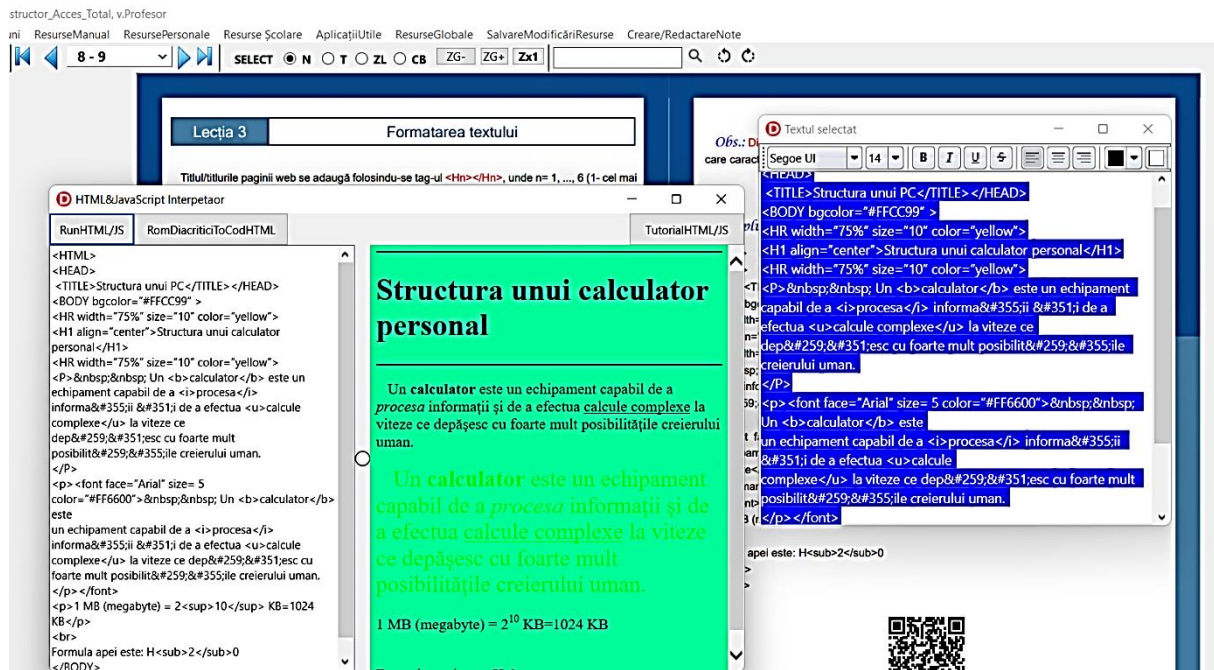 structor_Acces_Total, v.Profesor
ResurseManual ResursePersonale Resurse Școlare AplicațiiUtile ResurseGlobale SalvareModificăriResurse Creare/RedactareNote
8 - 9 SELECT N T ZL CB ZG- ZG+ Zx1
Lecția 3 Formatarea textului
Titlul/titlurile paginii web se adaugă folosindu-se tag-ul <Hn></Hn>, unde n= 1, ..., 6 (1- cel mai
Obs.:
care caract
HTML&JavaScript Interpetaor
RunHTML/JS RomDiacriticiToCodHTML TutorialHTML/JS
<HTML>
<HEAD>
<TITLE>Structura unui PC</TITLE></HEAD>
<BODY bgcolor="#FFCC99" >
<HR width="75%" size="10" color="yellow">
<H1 align="center">Structura unui calculator
personal</H1>
<HR width="75%" size="10" color="yellow">
<P>&nbsp;&nbsp; Un <b>calculator</b> este un
echipament capabil de a <i>procesa</i>
informa&#355;ii &#351;i de a efectua <u>calcule
complexe</u> la viteze ce
dep&#259;&#351;esc cu foarte mult
posibilit&#259;&#355;ile creierului uman.
</P>
<p><font face="Arial" size= 5
color="#FF6600">&nbsp;&nbsp; Un <b>calculator</b>
este
un echipament capabil de a <i>procesa</i>
informa&#355;ii &#351;i de a efectua <u>calcule
complexe</u> la viteze ce dep&#259;&#351;esc cu
foarte mult posibilit&#259;&#355;ile creierului uman.
</p></font>
<p>1 MB (megabyte) = 2<sup>10</sup> KB=1024
KB</p>
<br>
Formula apei este: H<sub>2</sub>0
</BODY>
Structura unui calculator
personal
Un calculator este un echipament capabil de a
procesa informații și de a efectua calcule complexe la
viteze ce depăşesc cu foarte mult posibilitățile creierului
uman.
Un calculator este un echipament
capabil de a procesa informații şi de
a efectua calcule complexe la viteze
ce depăşesc cu foarte mult
posibilitățile creierului uman.
1 MB (megabyte) = 2^10 KB=1024 KB
Textul selectat
Segoe UI 14 B I U S
<HEAD>
<TITLE>Structura unui PC</TITLE></HEAD>
<BODY bgcolor="#FFCC99" >
<HR width="75%" size="10" color="yellow">
<H1 align="center">Structura unui calculator personal</H1>
<HR width="75%" size="10" color="yellow">
<P>&nbsp;&nbsp; Un <b>calculator</b> este un echipament
capabil de a <i>procesa</i> informa&#355;ii &#351;i de a
efectua <u>calcule complexe</u> la viteze ce
dep&#259;&#351;esc cu foarte mult posibilit&#259;&#355;ile
creierului uman.
</P>
<p><font face="Arial" size= 5 color="#FF6600">&nbsp;&nbsp;
Un <b>calculator</b> este
un echipament capabil de a <i>procesa</i> informa&#355;ii
&#351;i de a efectua <u>calcule
complexe</u> la viteze ce dep&#259;&#351;esc cu foarte mult
posibilit&#259;&#355;ile creierului uman.
</p></font>
apei este: H<sub>2</sub>0